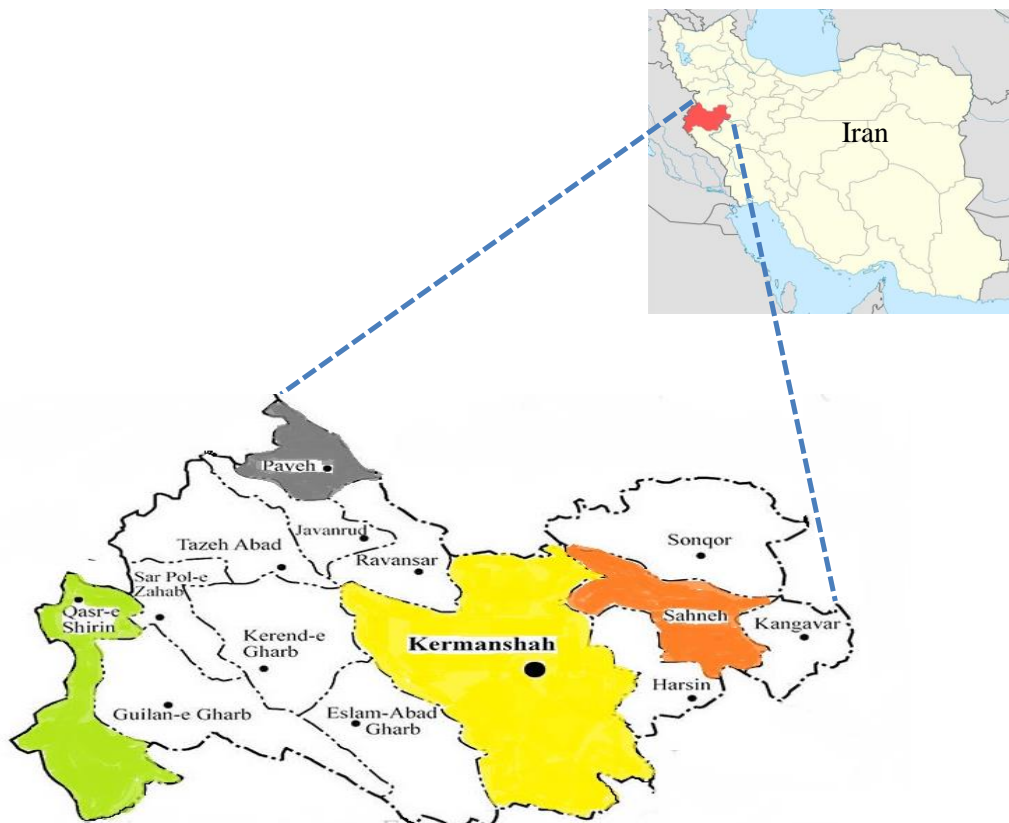 Iran
Paveh
Javanrud
Tazeh Abad
Ravansar
Sonqor
Sar Pol-e
Zahab
Qasr-e
Shirin
Sahneh
Kangavar
Kerend-e
Gharb
Kermanshah
Harsin
Guilan-e Gharb
Eslam-Abad
Gharb